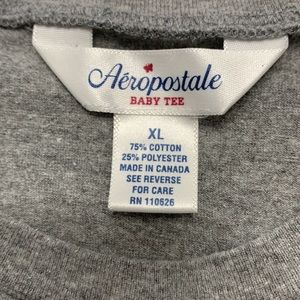 Aéropostale
BABY TEE
XL
75% COTTON
25% POLYESTER
MADE IN CANADA
SEE REVERSE
FOR CARE
RN 110626